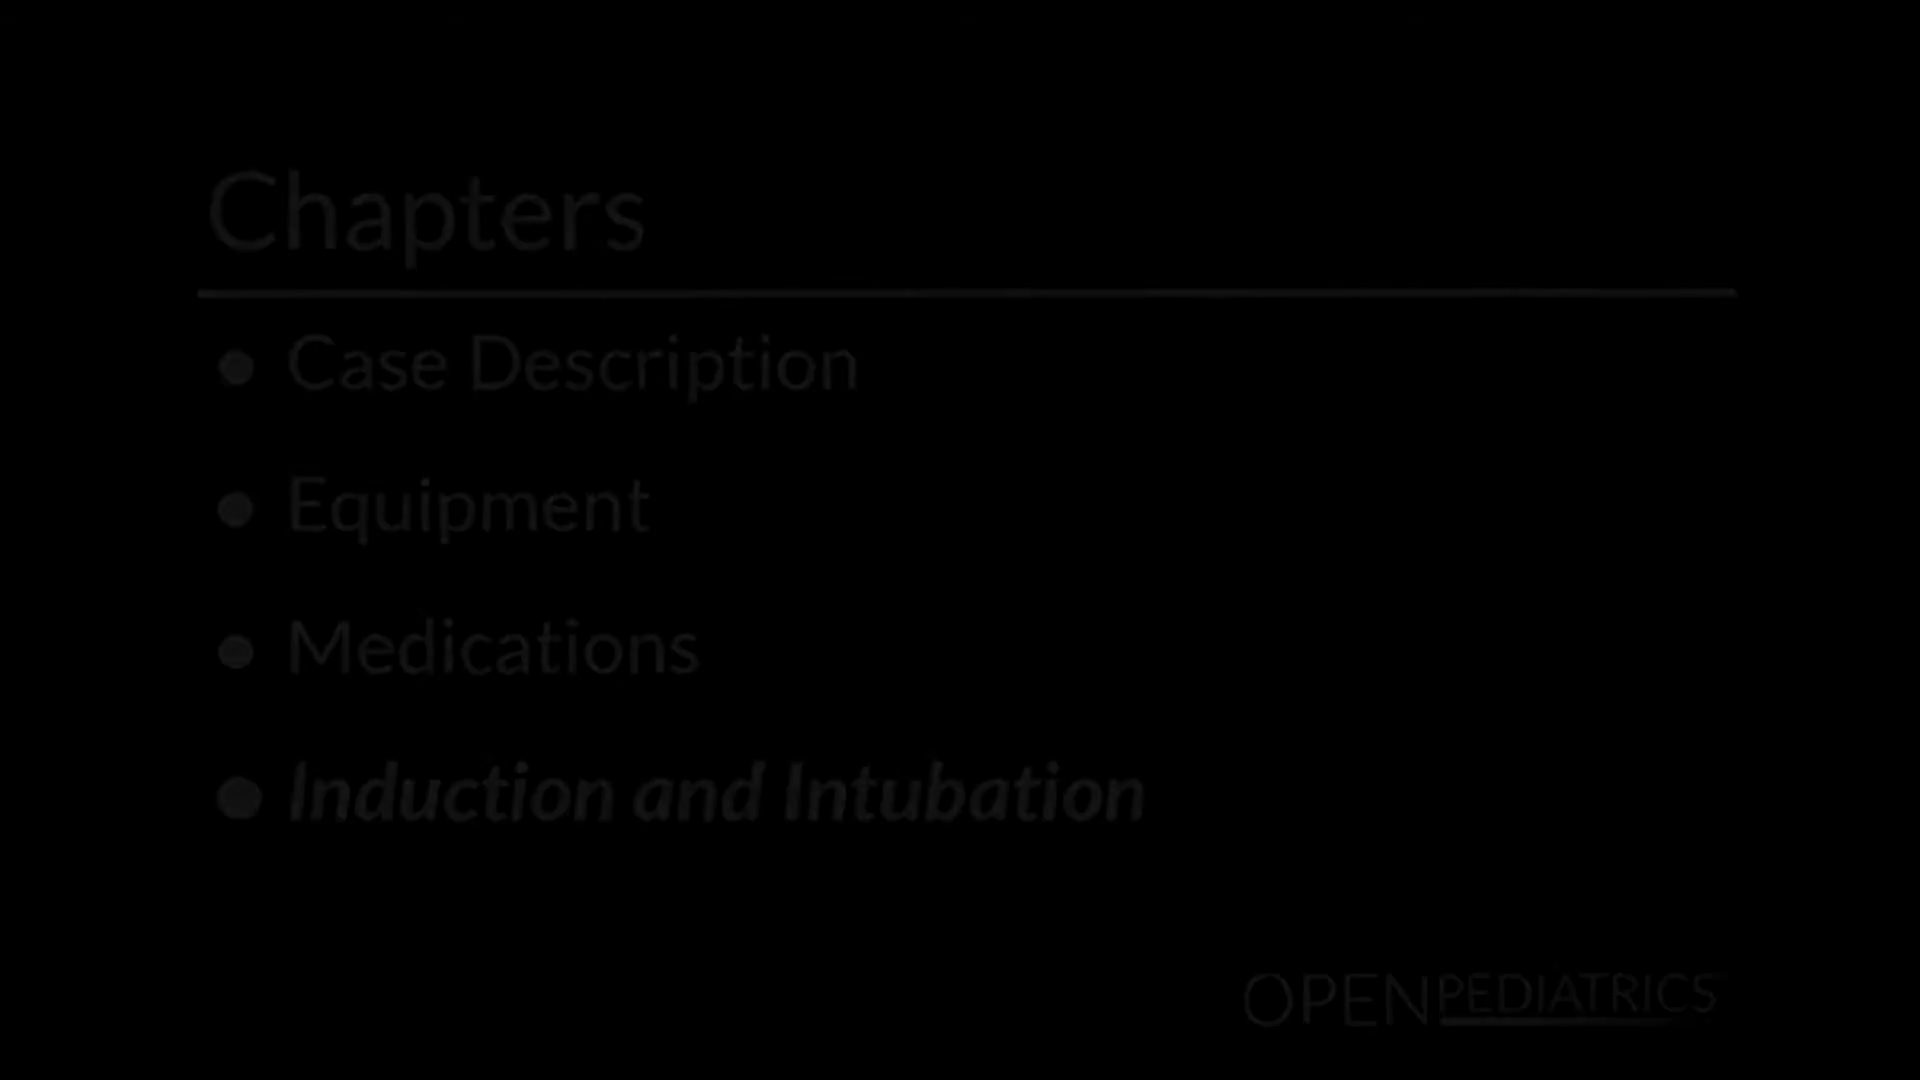 Chapters
Case Description
Equipment
Medications
Induction and Intubation
OPENPEDIATRICS